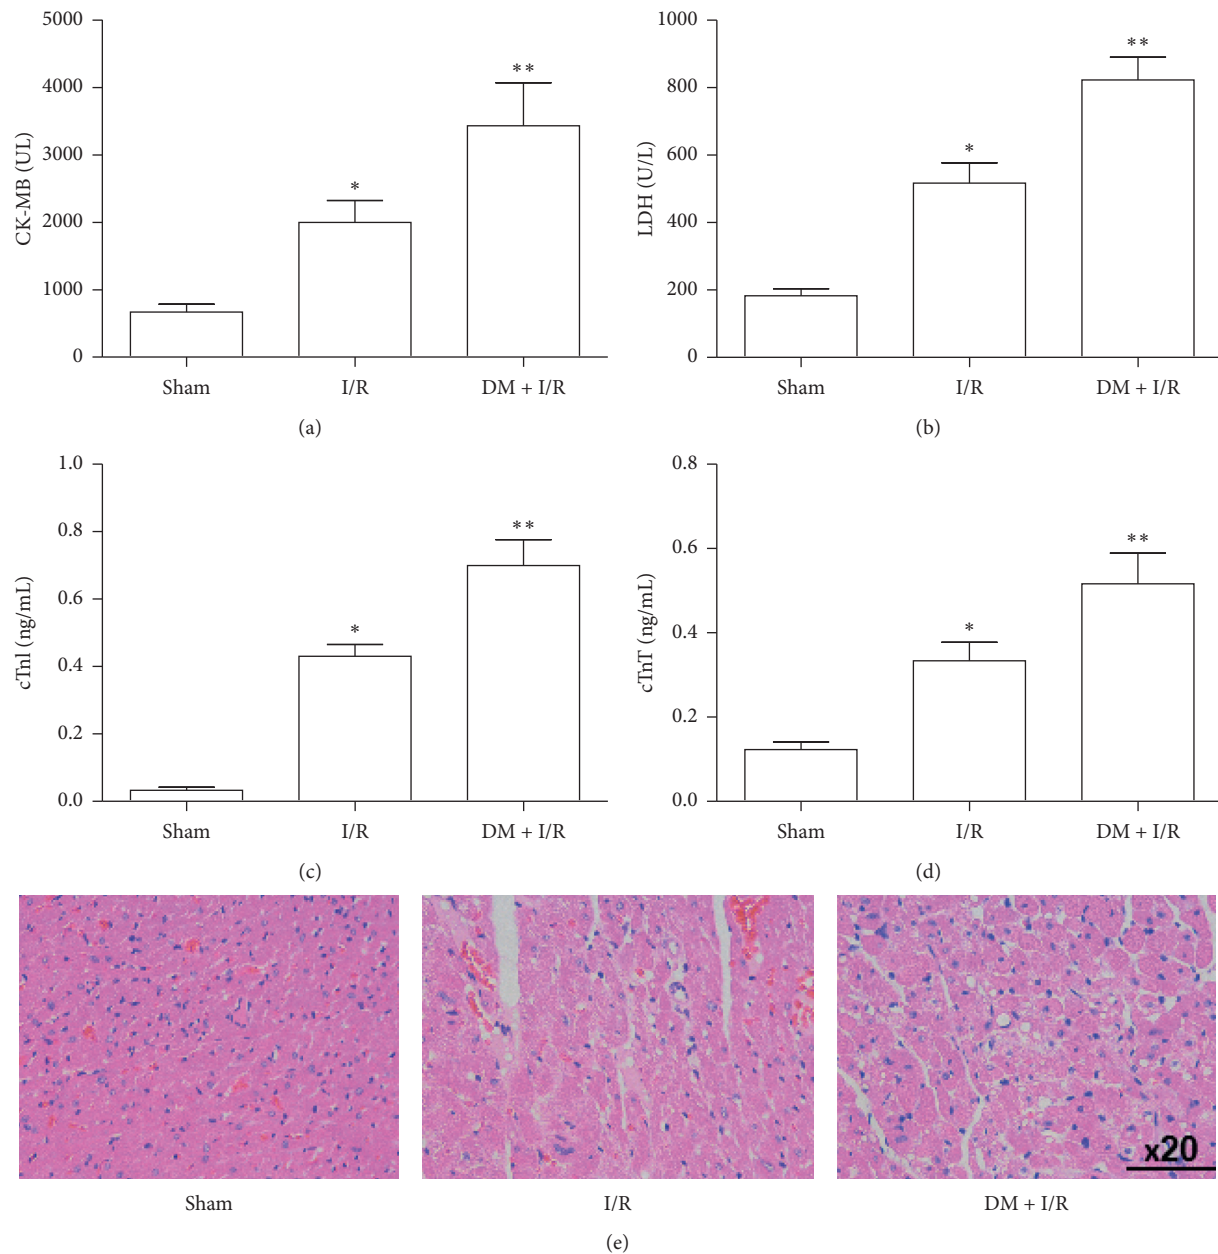 5000
4000
3000
2000
1000
0
CK-MB (UL)
*
**
Sham I/R DM + I/R
(a)
1000
800
600
400
200
0
LDH (U/L)
*
**
Sham I/R DM + I/R
(b)
1.0
0.8
0.6
0.4
0.2
0.0
cTnl (ng/mL)
*
**
Sham I/R DM + I/R
(c)
0.8
0.6
0.4
0.2
0.0
cTnT (ng/mL)
*
**
Sham I/R DM + I/R
(d)
x20
Sham I/R DM + I/R
(e)